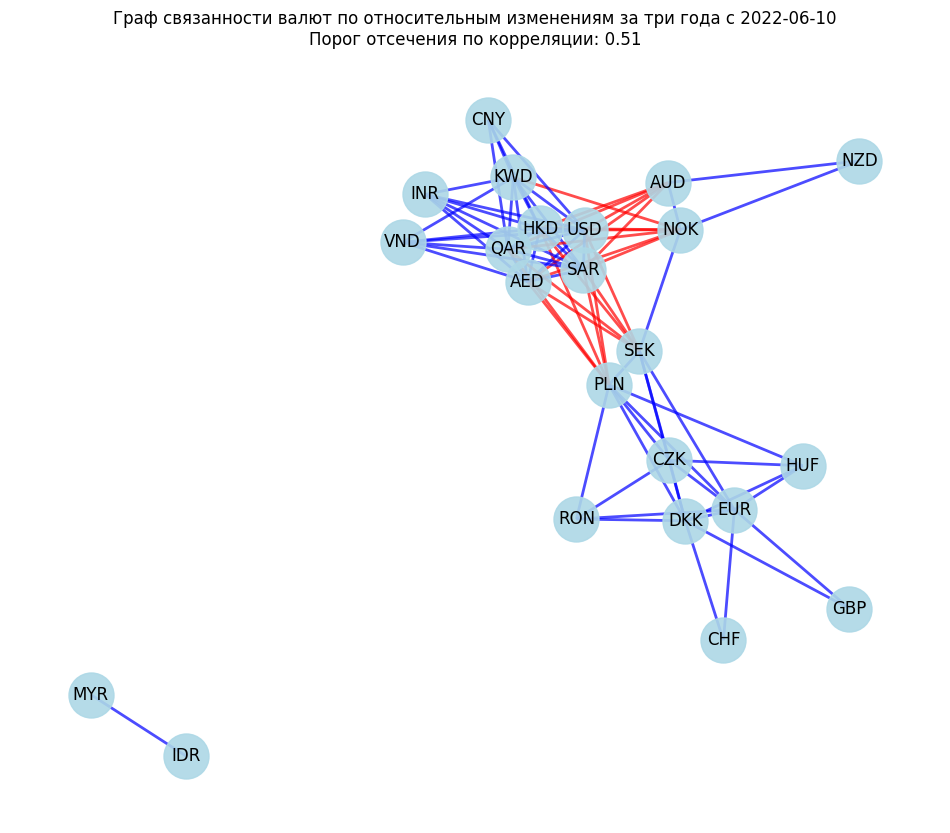 Граф связанности валют по относительным изменениям за три года с 2022-06-10
Порог отсечения по корреляции: 0.51
CNY
NZD
KWD
AUD
INR
HKD
USD
NOK
VND
QAR
SAR
AED
SEK
PLN
CZK
HUF
EUR
RON
DKK
GBP
CHF
MYR
IDR